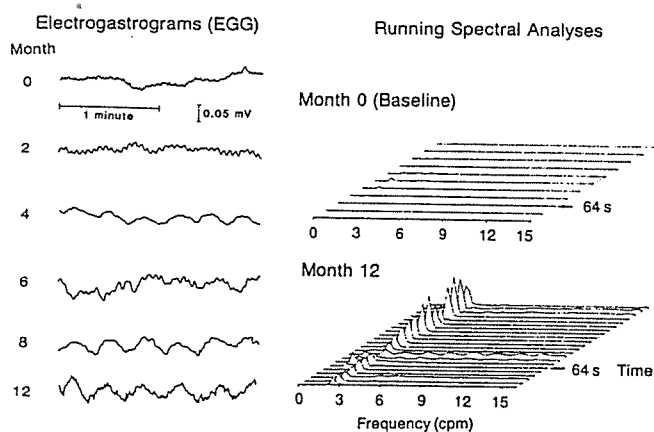 Electrogastrograms (EGG)
Month
0
1 minute
0.05 mV
2
4
6
8
12
Running Spectral Analyses
Month 0 (Baseline)
64 s
0 3 6 9 12 15
Month 12
64 s Time
0 3 6 9 12 15
Frequency (cpm)